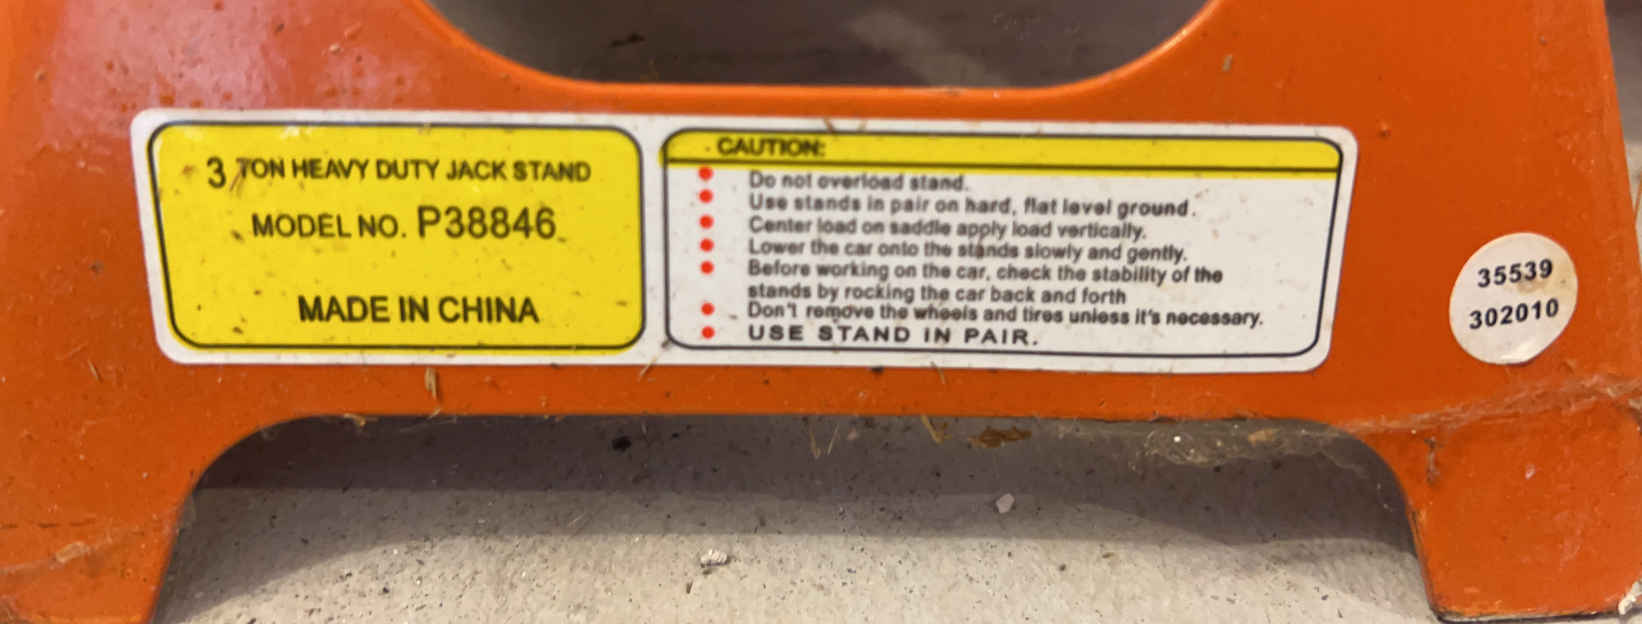 3 TON HEAVY DUTY JACK STAND
MODEL NO. P38846
MADE IN CHINA
CAUTION:
• Do not overload stand.
• Use stands in pair on hard, flat level ground.
• Center load on saddle apply load vertically.
• Lower the car onto the stands slowly and gently.
• Before working on the car, check the stability of the
stands by rocking the car back and forth
• Don't remove the wheels and tires unless it's necessary.
• USE STAND IN PAIR.
35539
302010